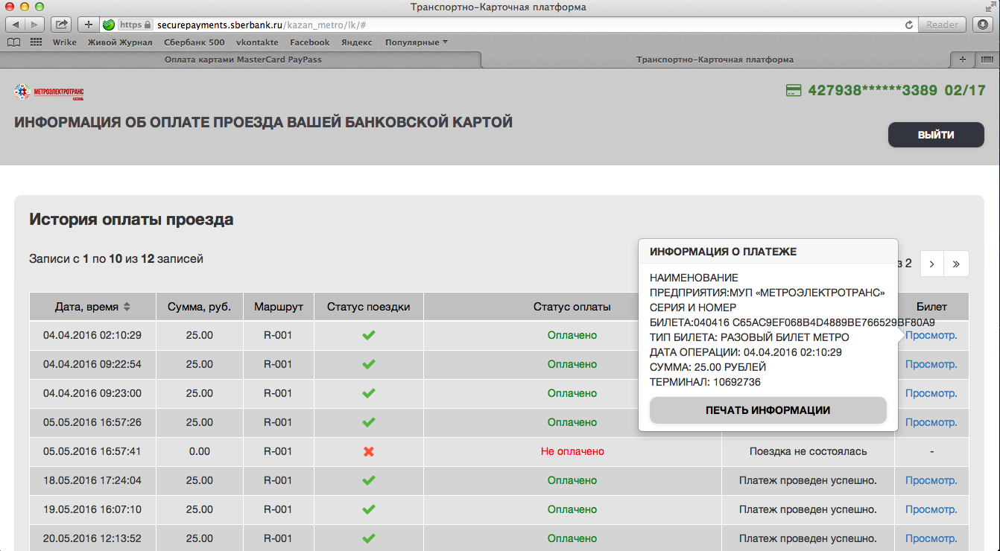 Транспортно-Карточная платформа
https securepayments.sberbank.ru/kazan_metro/lk/#
Reader
Wrike Живой Журнал Сбербанк 500 vkontakte Facebook Яндекс Популярные
Оплата картами MasterCard PayPass
Транспортно-Карточная платформа
МЕТРОЭЛЕКТРОТРАНС
КАЗАНЬ
427938******3389 02/17
ИНФОРМАЦИЯ ОБ ОПЛАТЕ ПРОЕЗДА ВАШЕЙ БАНКОВСКОЙ КАРТОЙ
ВЫЙТИ
История оплаты проезда
Записи с 1 по 10 из 12 записей
з 2 › »
ИНФОРМАЦИЯ О ПЛАТЕЖЕ
НАИМЕНОВАНИЕ
ПРЕДПРИЯТИЯ:МУП «МЕТРОЭЛЕКТРОТРАНС»
СЕРИЯ И НОМЕР
БИЛЕТА:040416 C65AC9EF068B4D4889BE766529BF80A9
ТИП БИЛЕТА: РАЗОВЫЙ БИЛЕТ МЕТРО
ДАТА ОПЕРАЦИИ: 04.04.2016 02:10:29
СУММА: 25.00 РУБЛЕЙ
ТЕРМИНАЛ: 10692736
ПЕЧАТЬ ИНФОРМАЦИИ
Дата, время Сумма, руб. Маршрут Статус поездки Статус оплаты Билет
04.04.2016 02:10:29 25.00 R-001 Оплачено Просмотр.
04.04.2016 09:22:54 25.00 R-001 Оплачено Просмотр.
04.04.2016 09:23:00 25.00 R-001 Оплачено Просмотр.
05.05.2016 16:57:26 25.00 R-001 Оплачено Просмотр.
05.05.2016 16:57:41 0.00 R-001 Не оплачено Поездка не состоялась -
18.05.2016 17:24:04 25.00 R-001 Оплачено Платеж проведен успешно. Просмотр.
19.05.2016 16:07:10 25.00 R-001 Оплачено Платеж проведен успешно. Просмотр.
20.05.2016 12:13:52 25.00 R-001 Оплачено Платеж проведен успешно. Просмотр.